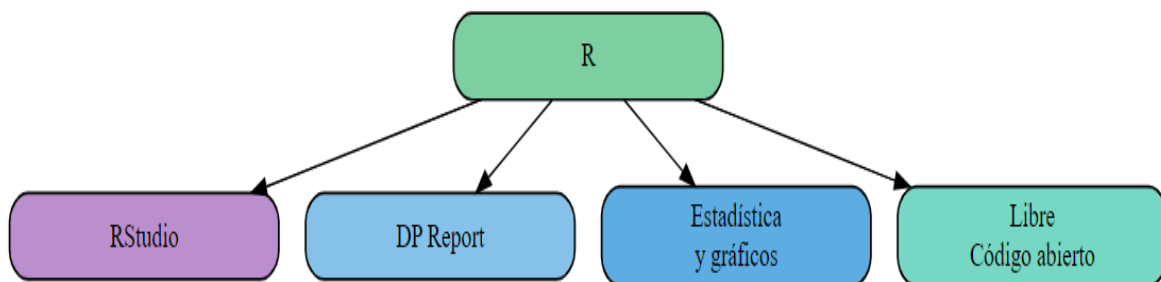 R
RStudio
DP Report
Estadística
y gráficos
Libre
Código abierto